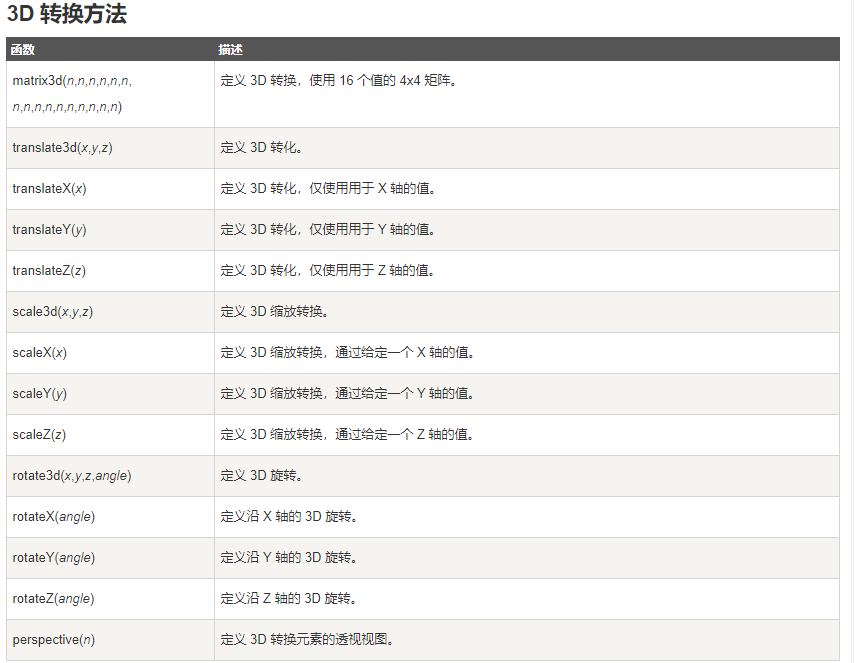 3D 转换方法
函数 描述
matrix3d(n,n,n,n,n,n, 定义 3D 转换，使用 16 个值的 4x4 矩阵。
n,n,n,n,n,n,n,n,n,n)
translate3d(x,y,z) 定义 3D 转化。
translateX(x) 定义 3D 转化，仅使用用于 X 轴的值。
translateY(y) 定义 3D 转化，仅使用用于 Y 轴的值。
translateZ(z) 定义 3D 转化，仅使用用于 Z 轴的值。
scale3d(x,y,z) 定义 3D 缩放转换。
scaleX(x) 定义 3D 缩放转换，通过给定一个 X 轴的值。
scaleY(y) 定义 3D 缩放转换，通过给定一个 Y 轴的值。
scaleZ(z) 定义 3D 缩放转换，通过给定一个 Z 轴的值。
rotate3d(x,y,z,angle) 定义 3D 旋转。
rotateX(angle) 定义沿 X 轴的 3D 旋转。
rotateY(angle) 定义沿 Y 轴的 3D 旋转。
rotateZ(angle) 定义沿 Z 轴的 3D 旋转。
perspective(n) 定义 3D 转换元素的透视视图。